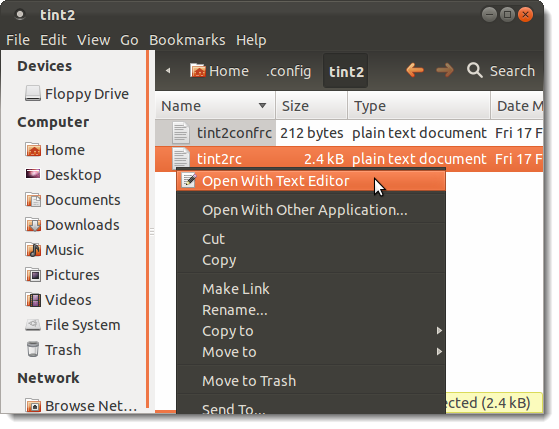 tint2
File Edit View Go Bookmarks Help
Devices
Floppy Drive
Computer
Home
Desktop
Documents
Downloads
Music
Pictures
Videos
File System
Trash
Network
Browse Net...
Home .config tint2 Search
Name Size Type Date M
tint2confrc 212 bytes plain text document Fri 17 F
tint2rc 2.4 kB plain text document Fri 17 F
Open With Text Editor
Open With Other Application...
Cut
Copy
Make Link
Rename...
Copy to
Move to
Move to Trash
Send To...
ected (2.4 kB)